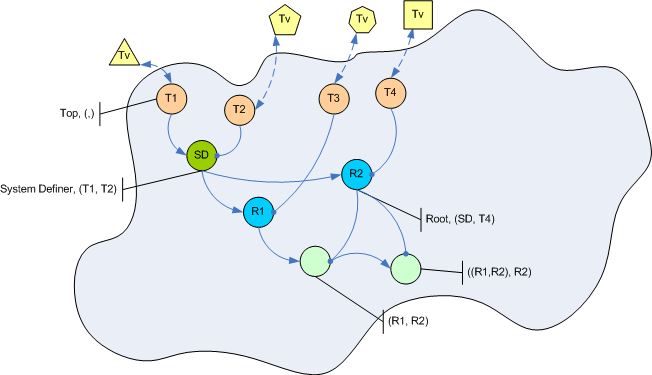 Tv
Tv
Tv
Tv
T1
T2
T3
T4
Top, (,)
SD
R2
System Definer, (T1, T2)
R1
Root, (SD, T4)
((R1,R2), R2)
(R1, R2)